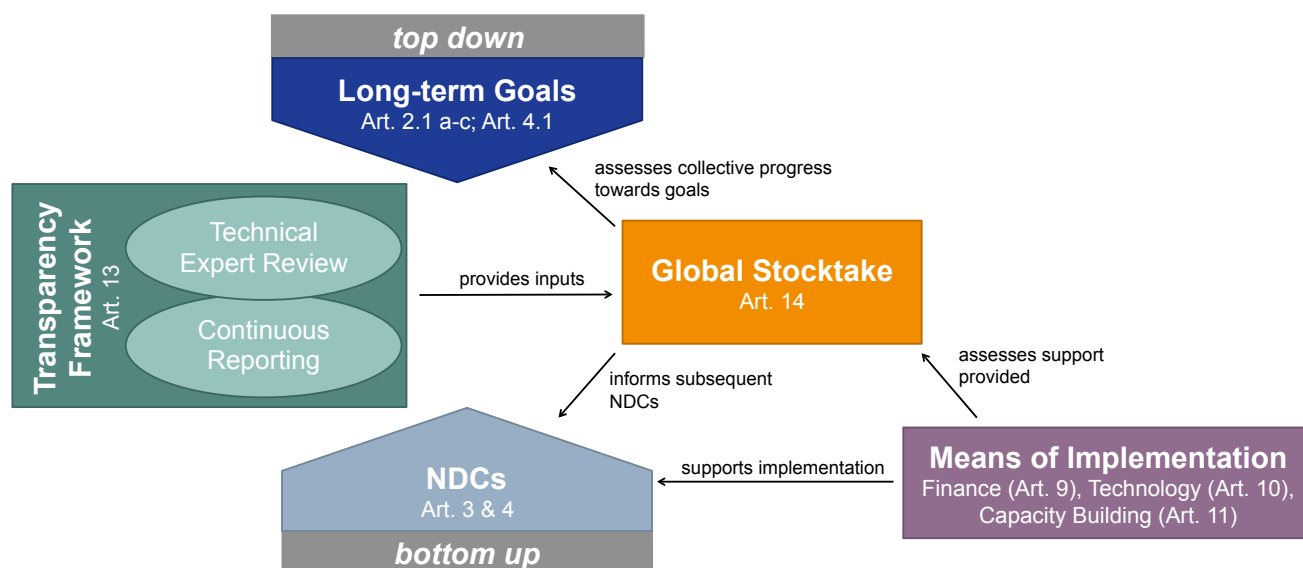 top down
Long-term Goals
Art. 2.1 a-c; Art. 4.1
assesses collective progress
towards goals
Transparency
Framework
Art. 13
Technical
Expert Review
Continuous
Reporting
provides inputs
Global Stocktake
Art. 14
informs subsequent
NDCs
assesses support
provided
NDCs
Art. 3 & 4
bottom up
supports implementation
Means of Implementation
Finance (Art. 9), Technology (Art. 10),
Capacity Building (Art. 11)